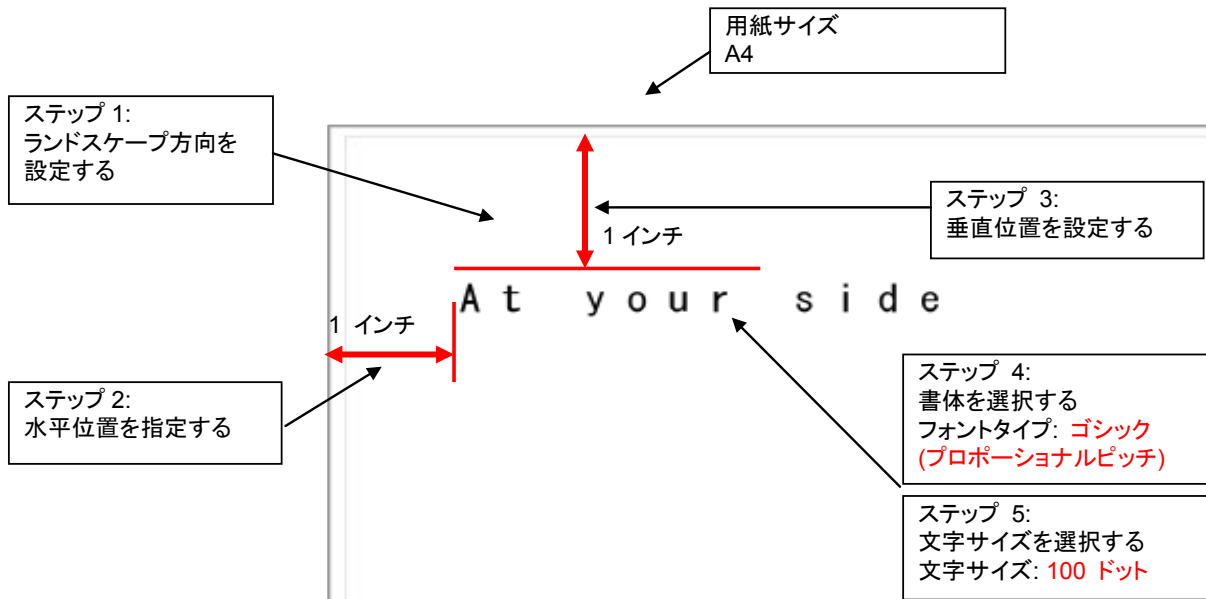 用紙サイズ
A4
ステップ 1:
ランドスケープ方向を
設定する
ステップ 3:
垂直位置を設定する
1 インチ
At your side
1 インチ
ステップ 2:
水平位置を指定する
ステップ 4:
書体を選択する
フォントタイプ: ゴシック
(プロポーショナルピッチ)
ステップ 5:
文字サイズを選択する
文字サイズ: 100 ドット